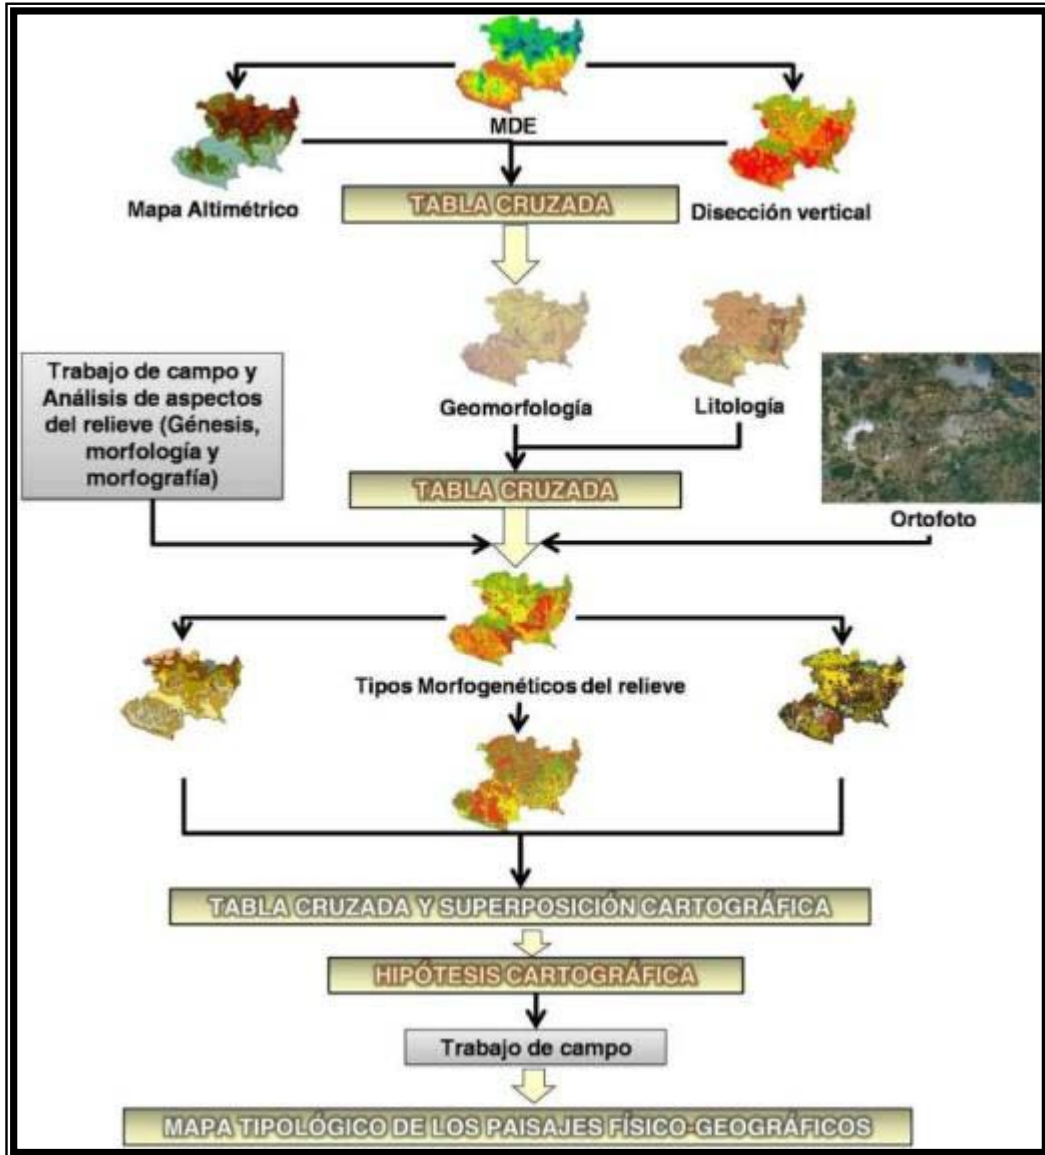 MDE
Mapa Altimétrico
TABLA CRUZADA
Disección vertical
Trabajo de campo y
Análisis de aspectos
del relieve (Génesis,
morfología y
morfografía)
Geomorfología
Litología
TABLA CRUZADA
Ortofoto
Tipos Morfogenéticos del relieve
TABLA CRUZADA Y SUPERPOSICIÓN CARTOGRÁFICA
HIPÓTESIS CARTOGRÁFICA
Trabajo de campo
MAPA TIPOLÓGICO DE LOS PAISAJES FÍSICO-GEOGRÁFICOS